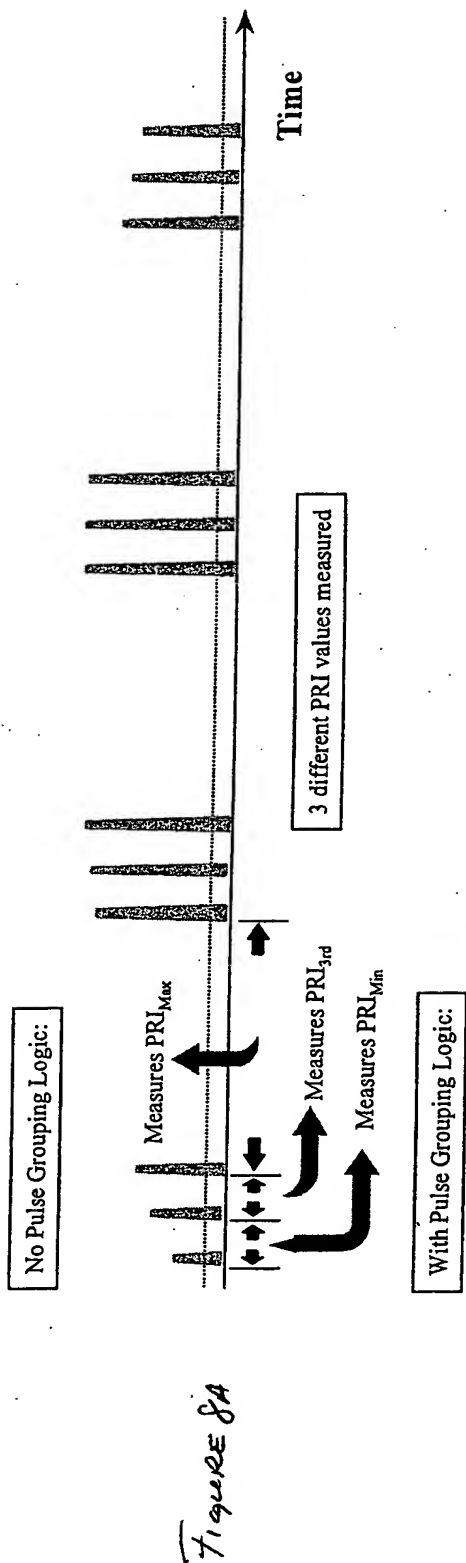 No Pulse Grouping Logic:
Measures PRI_Max
Time
Measures PRI_3rd
Measures PRI_Min
3 different PRI values measured
With Pulse Grouping Logic:
FIGURE 8A